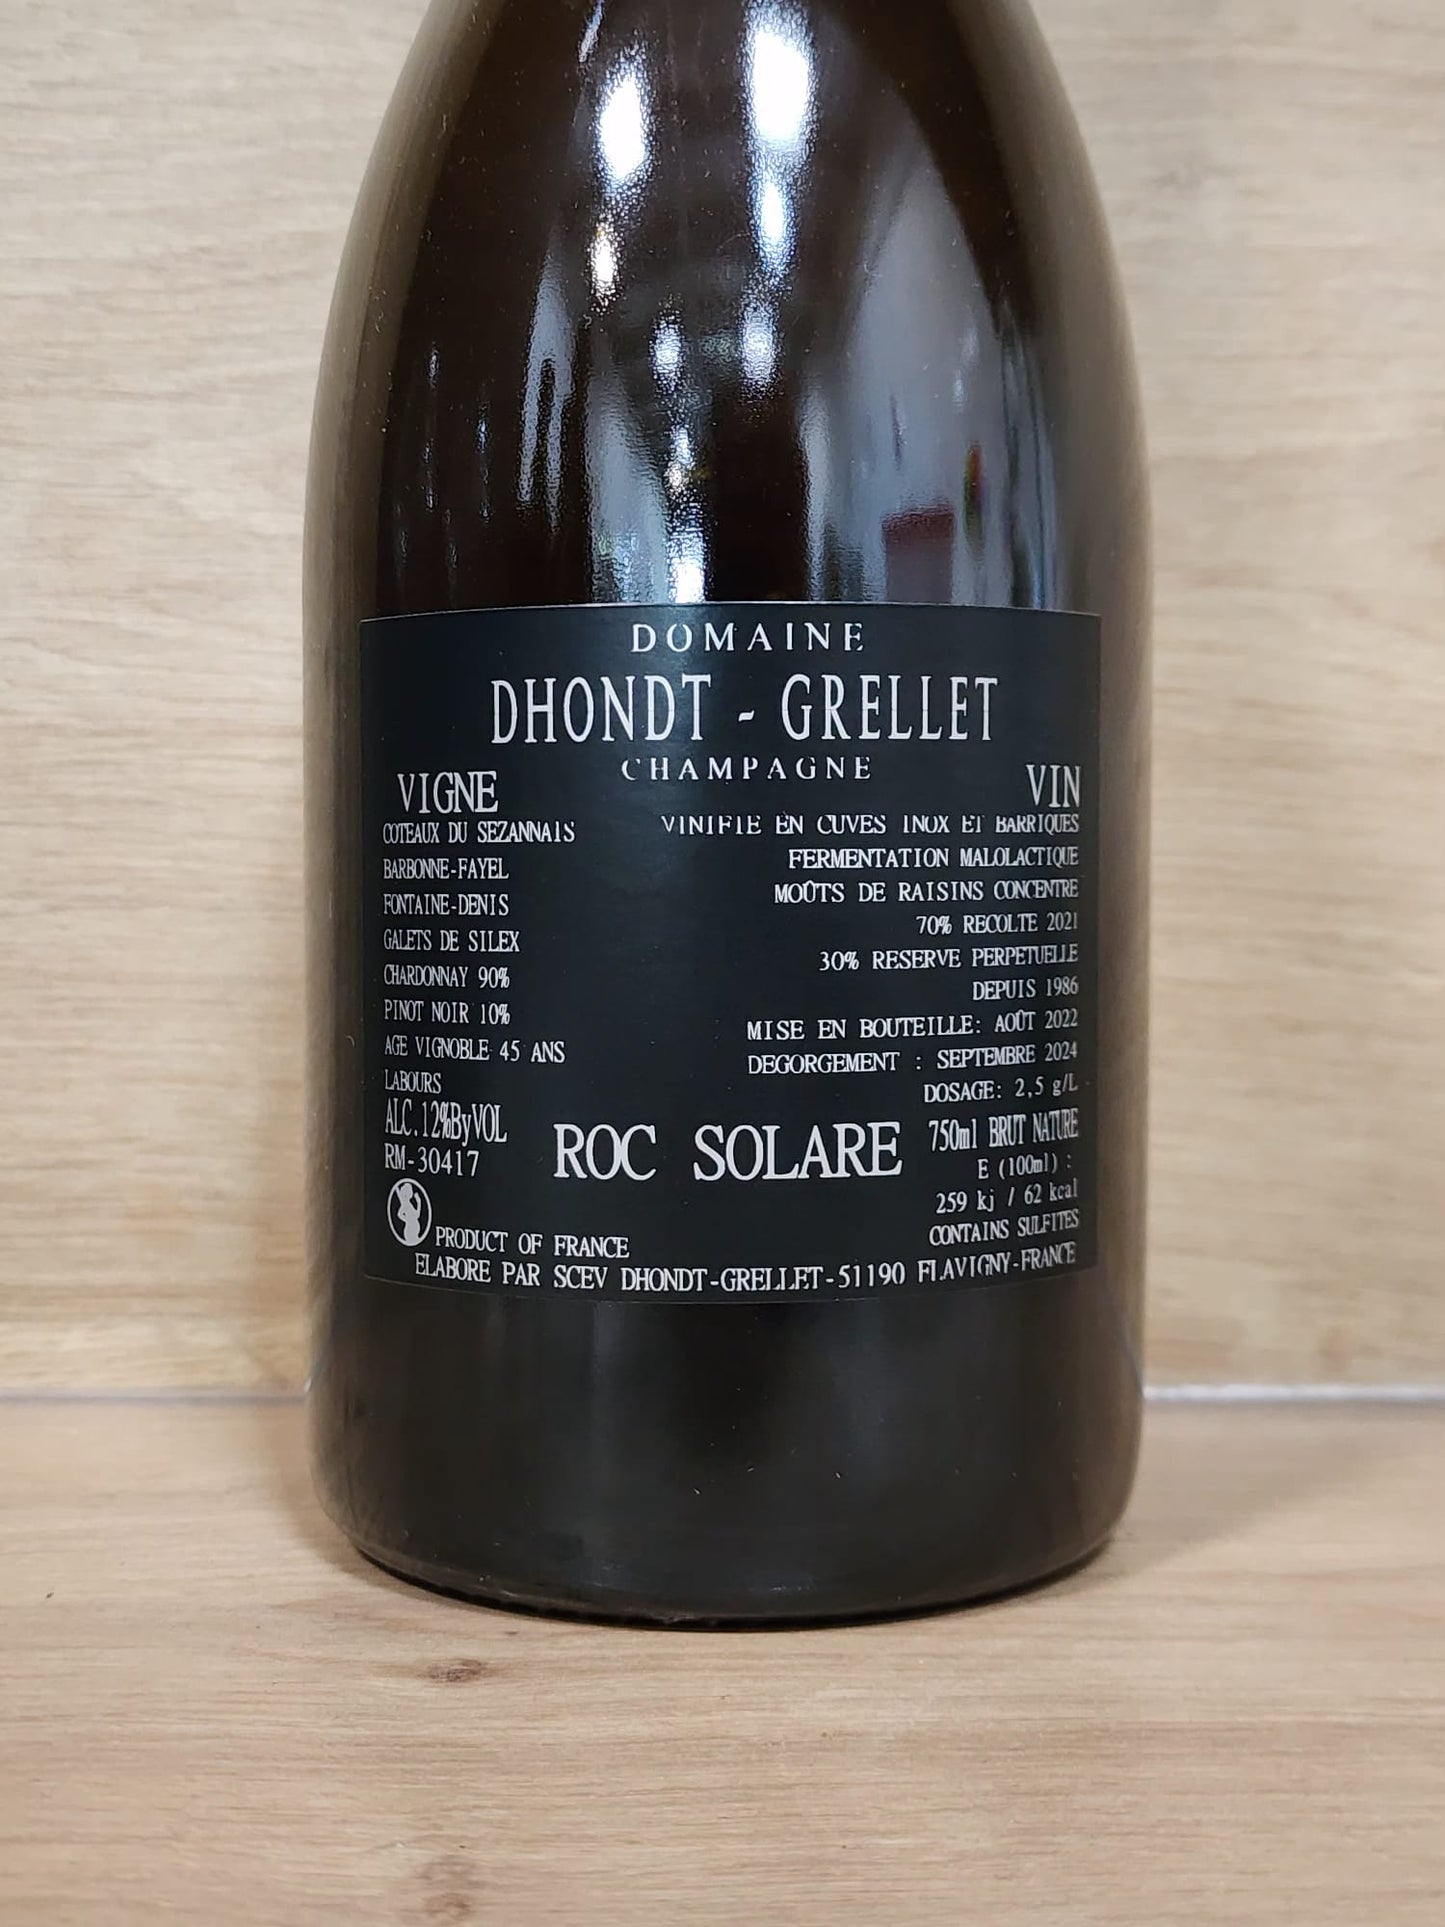 DOMAINE
DHONDT - GRELLET
CHAMPAGNE
VIGNE
COTEAUX DU SEZANNAIS
BARBONNE-FAYEL
FONTAINE-DENIS
GALETS DE SILEX
CHARDONNAY 90%
PINOT NOIR 10%
AGE VIGNOBLE 45 ANS
LABOURS
ALC.12%ByVOL
RM-30417
VIN
VINIFIE EN CUVES INOX ET BARRIQUES
FERMENTATION MALOLACTIQUE
MOÛTS DE RAISINS CONCENTRE
70% RECOLTE 2021
30% RESERVE PERPETUELLE
DEPUIS 1986
MISE EN BOUTEILLE: AOÛT 2022
DEGORGEMENT : SEPTEMBRE 2024
DOSAGE: 2,5 g/L
750ml BRUT NATURE
E (100ml) :
259 kj / 62 kcal
CONTAINS SULFITES
ROC SOLARE
PRODUCT OF FRANCE
ELABORE PAR SCEV DHONDT-GRELLET-51190 FLAVIGNY-FRANCE